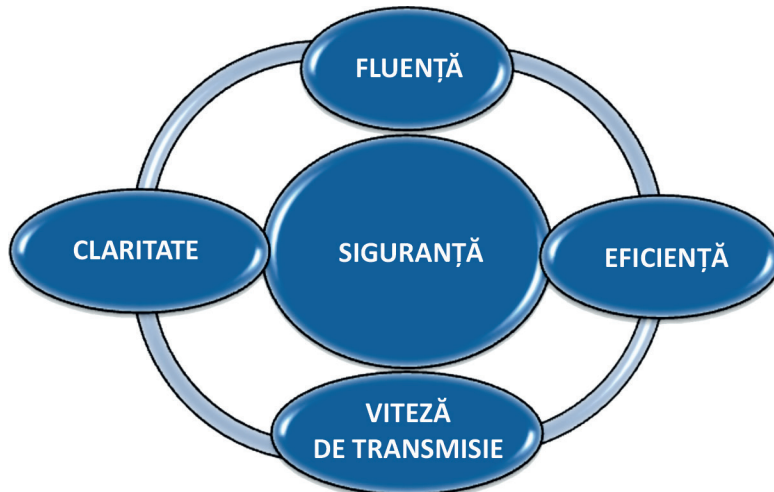 FLUENȚĂ
CLARITATE
SIGURANȚĂ
EFICIENȚĂ
VITEZĂ
DE TRANSMISIE